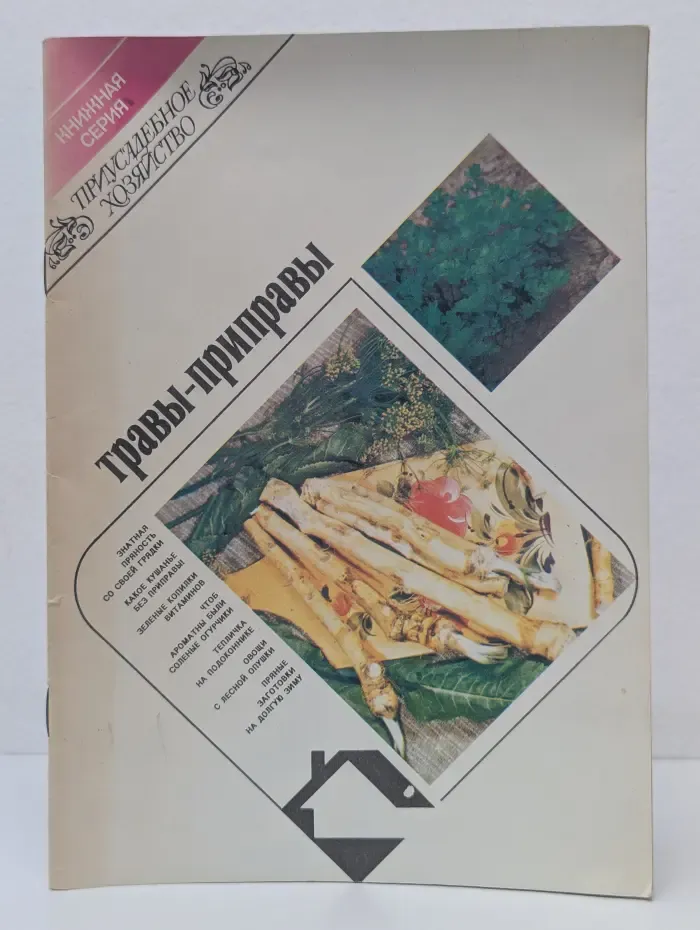 КНИЖНАЯ
СЕРИЯ
ПРИУСАДЕБНОЕ
ХОЗЯЙСТВО
травы-приправы
ЗНАТНАЯ
ПРЯНОСТЬ
СО СВОЕЙ ГРЯДКИ
КАКОЕ КУШАНЬЕ
БЕЗ ПРИПРАВЫ!
ЗЕЛЕНЫЕ КОПИЛКИ
ВИТАМИНОВ
ЧТОБ
АРОМАТНЫ БЫЛИ
СОЛЕНЫЕ ОГУРЧИКИ
ТЕПЛИЧКА
НА ПОДОКОННИКЕ
ОВОЩИ
С ЛЕСНОЙ ОПУШКИ
ПРЯНЫЕ
ЗАГОТОВКИ
НА ДОЛГУЮ ЗИМУ